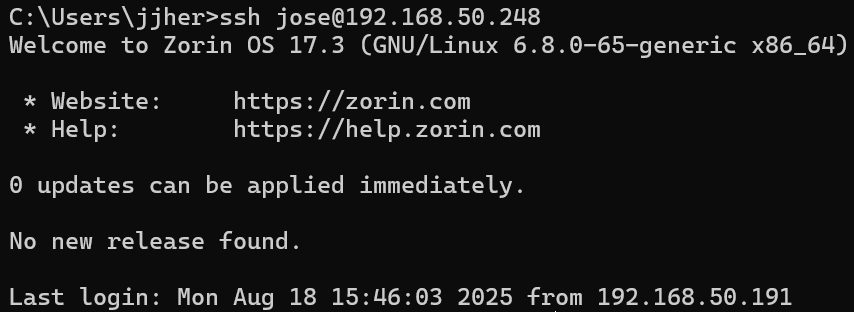 C:\Users\jjher>ssh jose@192.168.50.248
Welcome to Zorin OS 17.3 (GNU/Linux 6.8.0-65-generic x86_64)
 * Website:     https://zorin.com
 * Help:        https://help.zorin.com
0 updates can be applied immediately.
No new release found.
Last login: Mon Aug 18 15:46:03 2025 from 192.168.50.191